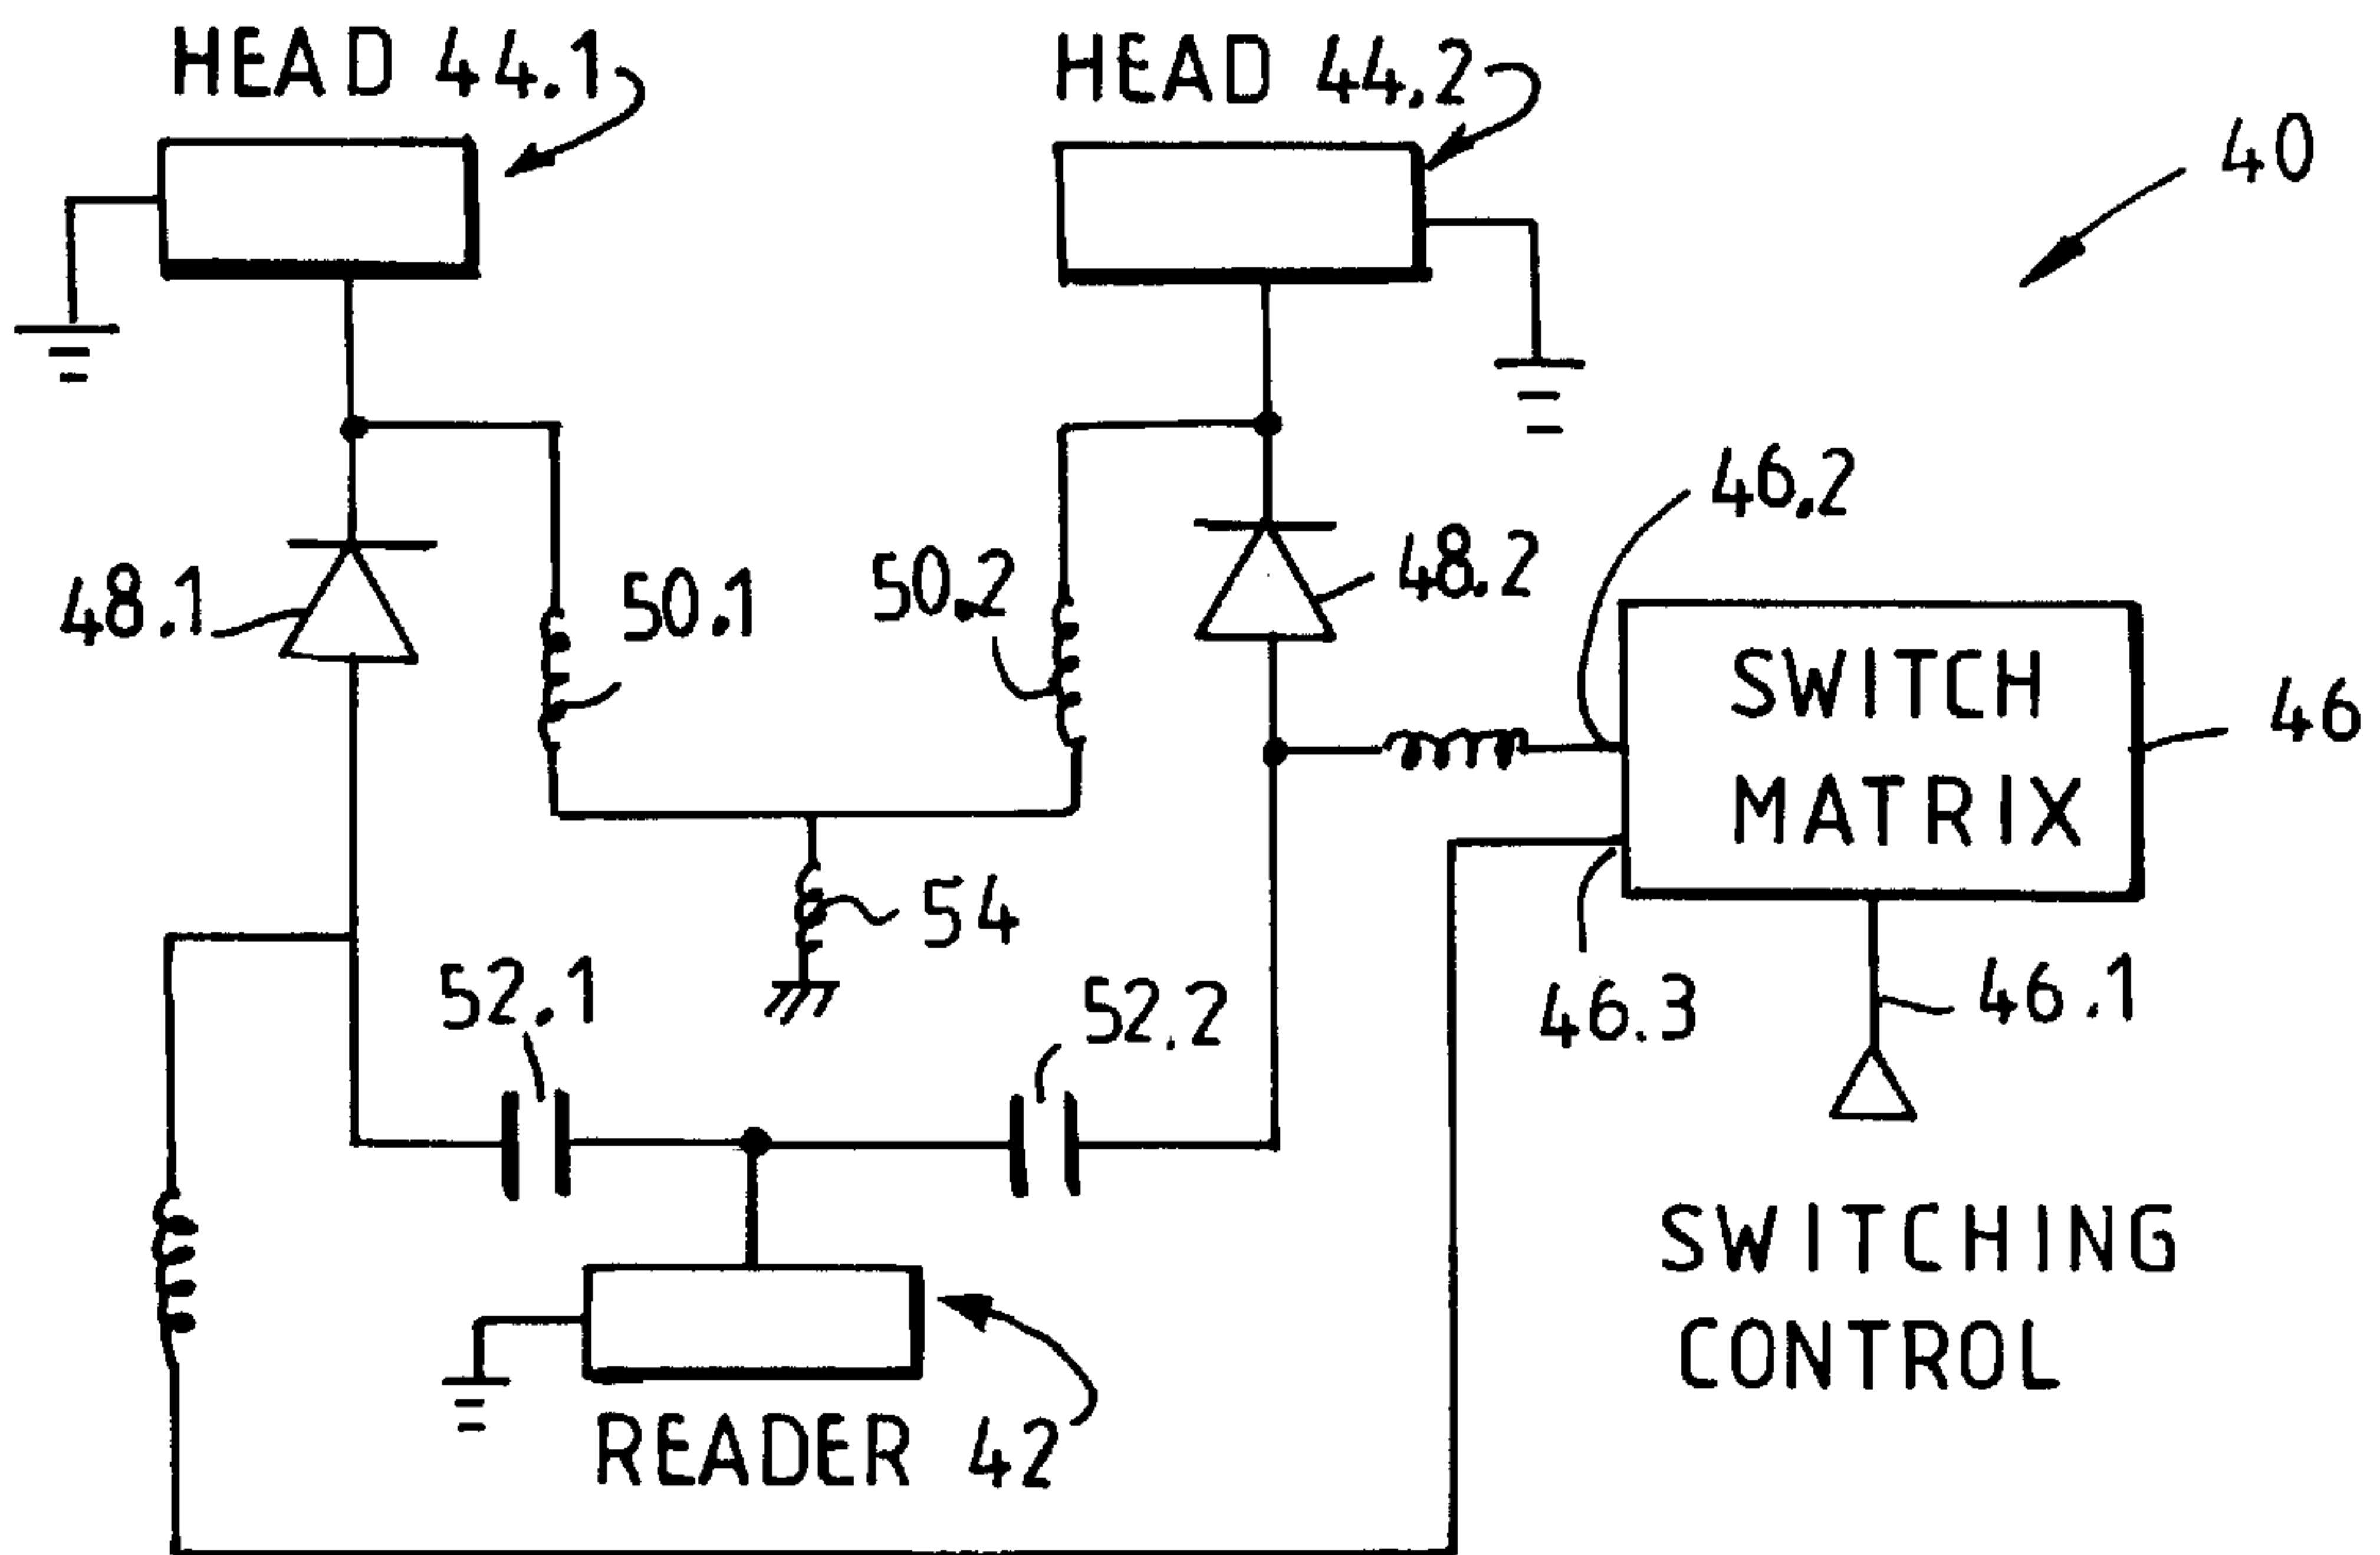 HEAD 44.1
HEAD 44.2
40
46.2
48.1
50.1
50.2
48.2
SWITCH
MATRIX
46
54
52.1
52.2
46.3
46.1
SWITCHING
CONTROL
READER 42